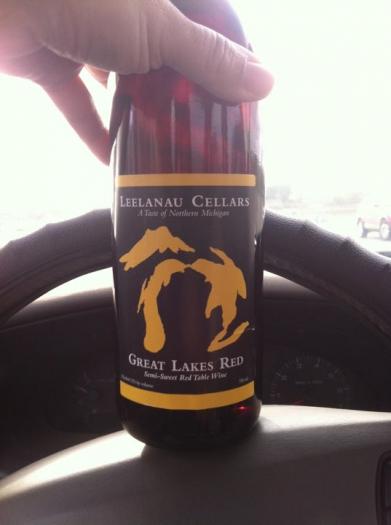 LEELANAU CELLARS
A Taste of Northern Michigan
GREAT LAKES RED
Semi-Sweet Red Table Wine